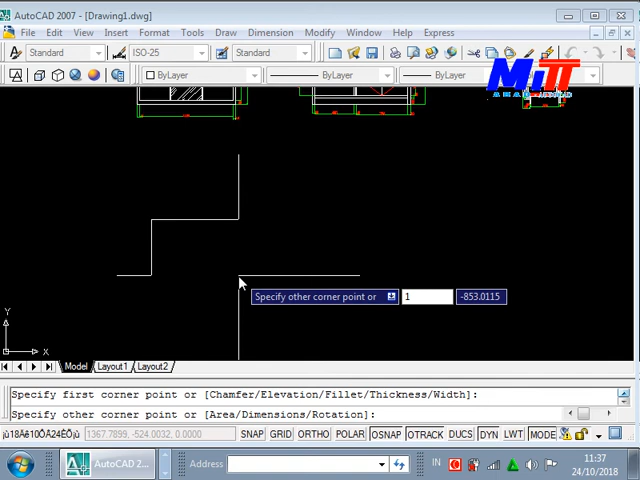 AutoCAD 2007 - [Drawing1.dwg]
File Edit View Insert Format Tools Draw Dimension Modify Window Help Express
Standard ISO-25 Standard
ByLayer ByLayer ByLayer
Specify other corner point or 1 -853.0115
Y
X
Model Layout1 Layout2
Specify first corner point or [Chamfer/Elevation/Fillet/Thickness/Width]:
Specify other corner point or [Area/Dimensions/Rotation]:
1367.7899, -524.0032, 0.0000 SNAP GRID ORTHO POLAR OSNAP OTRACK DUCS DYN LWT MODE
AutoCAD 2... Address IN 11:37
24/10/2018